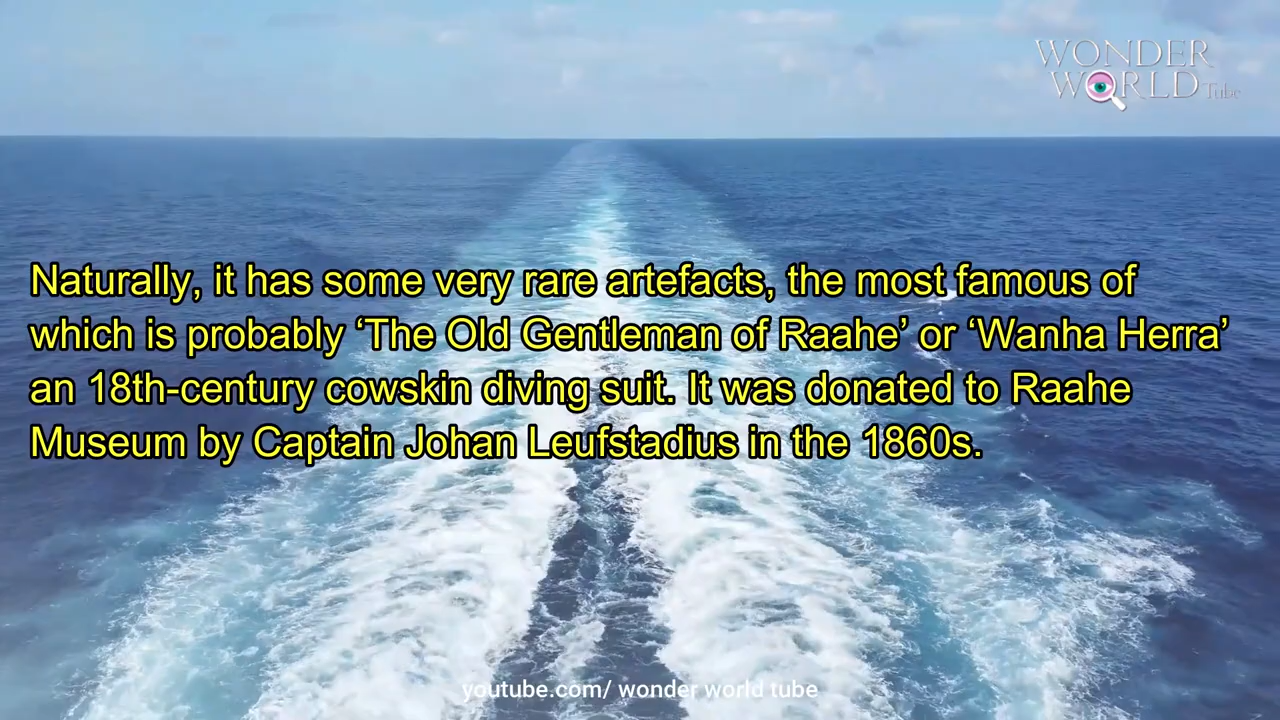 WONDER
WORLD Tube
Naturally, it has some very rare artefacts, the most famous of
which is probably ‘The Old Gentleman of Raahe’ or ‘Wanha Herra’
an 18th-century cowskin diving suit. It was donated to Raahe
Museum by Captain Johan Leufstadius in the 1860s.
youtube.com/ wonder world tube